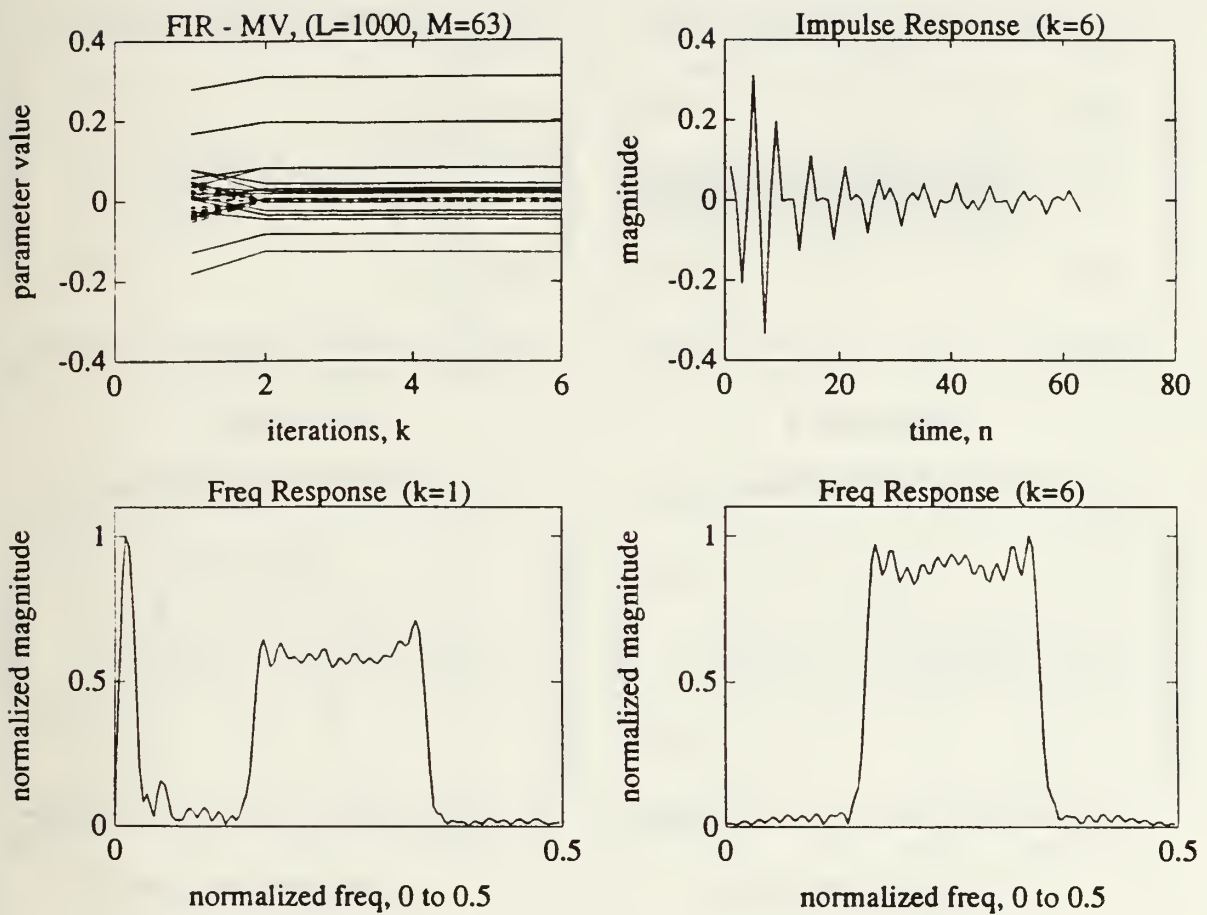 FIR - MV, (L=1000, M=63)
0.4
0.2
0
-0.2
-0.4
parameter value
0
2
4
6
iterations, k
Impulse Response (k=6)
0.4
0.2
0
-0.2
-0.4
magnitude
0
20
40
60
80
time, n
Freq Response (k=1)
1
0.5
0
normalized magnitude
0
0.5
normalized freq, 0 to 0.5
Freq Response (k=6)
1
0.5
0
normalized magnitude
0
0.5
normalized freq, 0 to 0.5